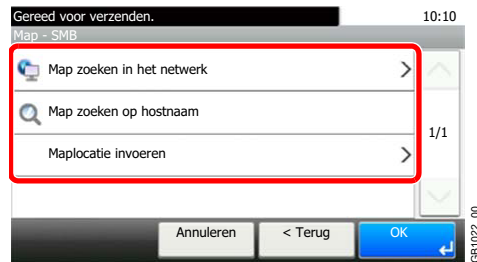 Gereed voor verzenden. 10:10
Map - SMB
Map zoeken in het netwerk
Map zoeken op hostnaam
1/1
Maplocatie invoeren
Annuleren < Terug OK
GB1022_00